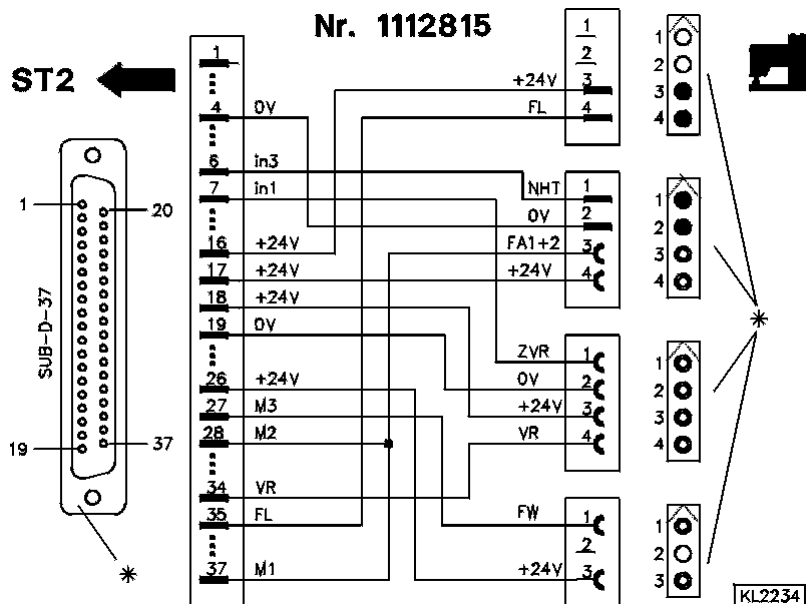 Nr. 1112815
ST2
1
4 0V
6 in3
7 in1
16 +24V
17 +24V
18 +24V
19 0V
26 +24V
27 M3
28 M2
34 VR
35 FL
37 M1
1 20
SUB-D-37
19 37
*
1
2
+24V 3
FL 4
NHT 1
0V 2
FA1+2 3
+24V 4
ZVR 1
0V 2
+24V 3
VR 4
FW 1
2
+24V 3
1
2
3
4
1
2
3
4
1
2
3
4
1
2
3
*
KL2234